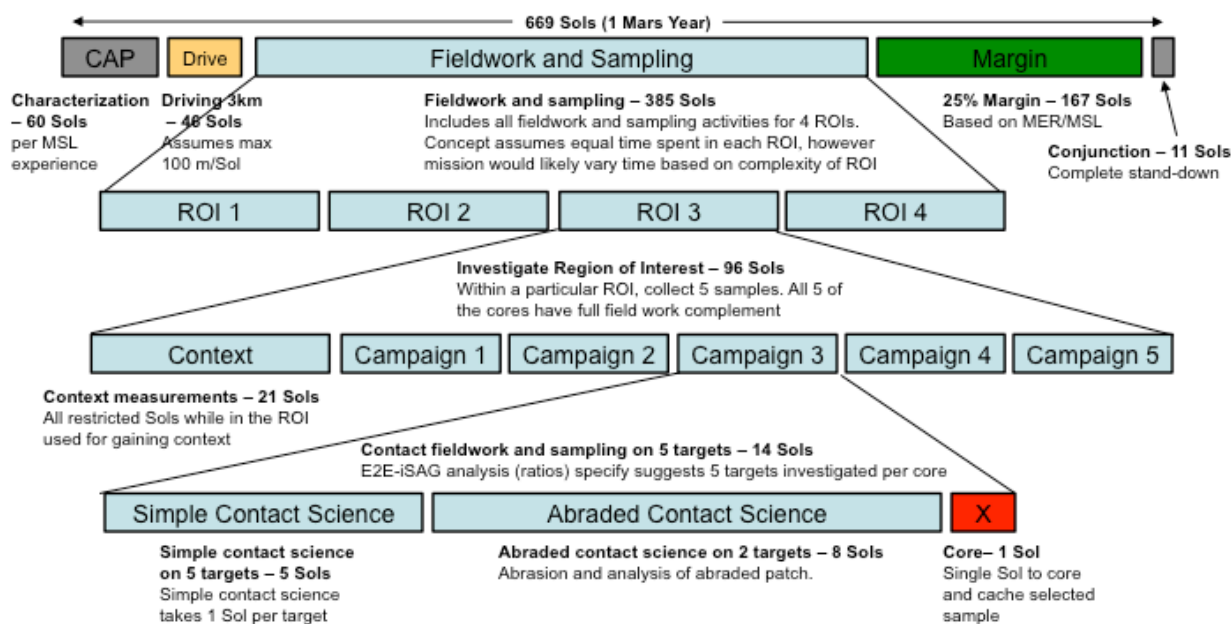 669 Sols (1 Mars Year)
CAP
Drive
Fieldwork and Sampling
Margin
Characterization
– 60 Sols
per MSL
experience
Driving 3km
– 46 Sols
Assumes max
100 m/Sol
Fieldwork and sampling – 385 Sols
Includes all fieldwork and sampling activities for 4 ROIs.
Concept assumes equal time spent in each ROI, however
mission would likely vary time based on complexity of ROI
25% Margin – 167 Sols
Based on MER/MSL
Conjunction – 11 Sols
Complete stand-down
ROI 1
ROI 2
ROI 3
ROI 4
Investigate Region of Interest – 96 Sols
Within a particular ROI, collect 5 samples. All 5 of
the cores have full field work complement
Context
Campaign 1
Campaign 2
Campaign 3
Campaign 4
Campaign 5
Context measurements – 21 Sols
All restricted Sols while in the ROI
used for gaining context
Contact fieldwork and sampling on 5 targets – 14 Sols
E2E-iSAG analysis (ratios) specify suggests 5 targets investigated per core
Simple Contact Science
Abraded Contact Science
X
Simple contact science
on 5 targets – 5 Sols
Simple contact science
takes 1 Sol per target
Abraded contact science on 2 targets – 8 Sols
Abrasion and analysis of abraded patch.
Core– 1 Sol
Single Sol to core
and cache selected
sample